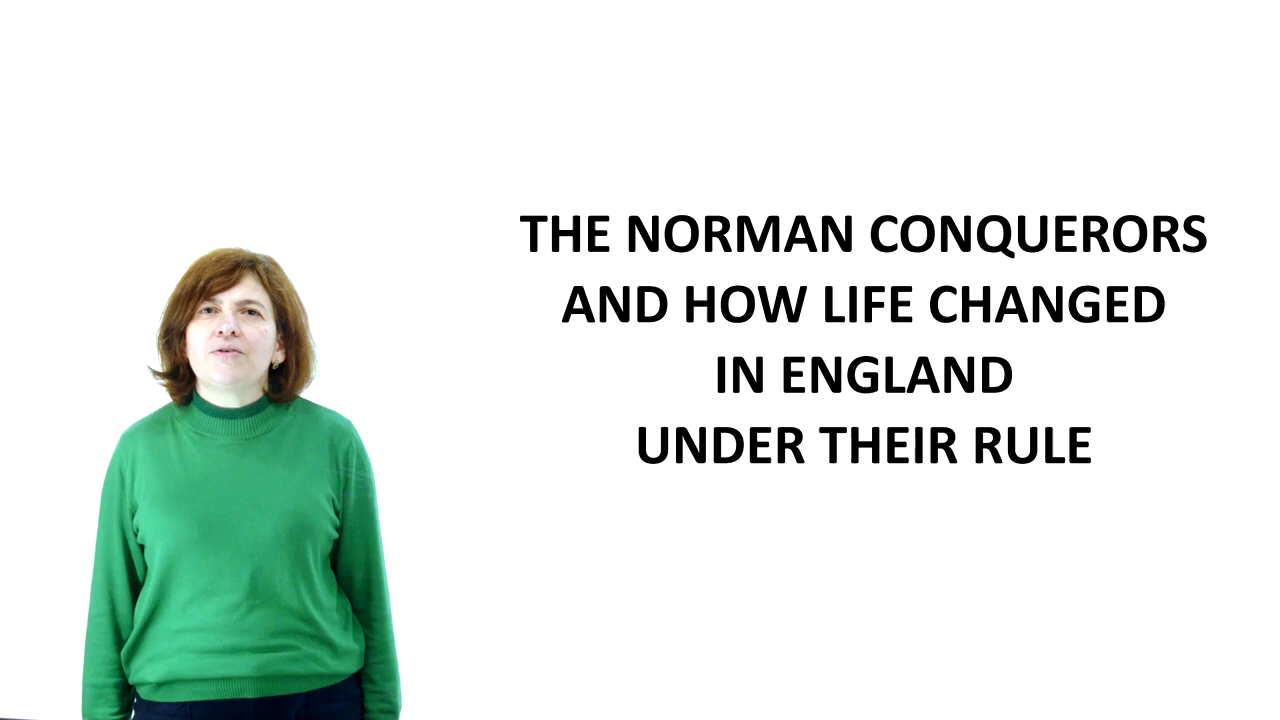 THE NORMAN CONQUERORS
AND HOW LIFE CHANGED
IN ENGLAND
UNDER THEIR RULE